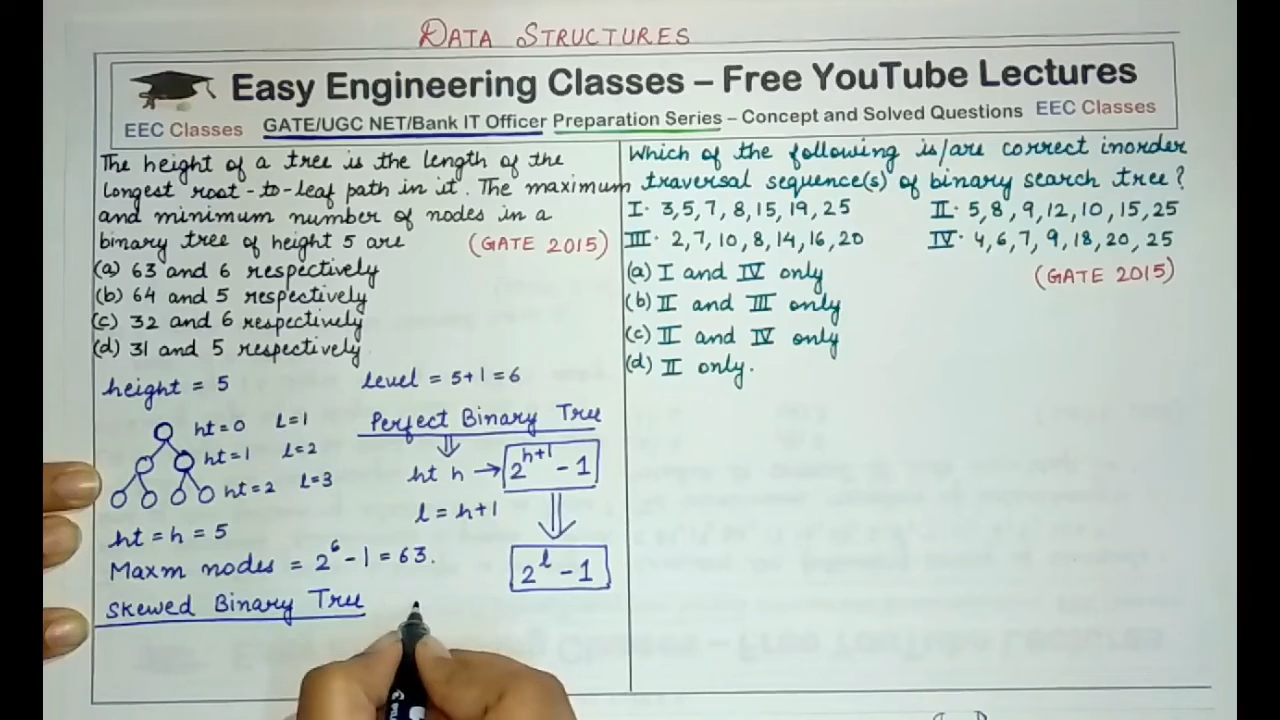 DATA STRUCTURES
Easy Engineering Classes – Free YouTube Lectures
EEC Classes GATE/UGC NET/Bank IT Officer Preparation Series – Concept and Solved Questions EEC Classes
The height of a tree is the length of the
longest root-to-leaf path in it. The maximum
and minimum number of nodes in a
binary tree of height 5 are (GATE 2015)
(a) 63 and 6 respectively
(b) 64 and 5 respectively
(c) 32 and 6 respectively
(d) 31 and 5 respectively
height = 5 level = 5+1 = 6
Perfect Binary Tree
ht=0 L=1
ht=1 L=2
ht=2 L=3
ht h → 2^{h+1} - 1
l = h+1
2^l - 1
ht = h = 5
Maxm nodes = 2^6 - 1 = 63.
Skewed Binary Tree
Which of the following is/are correct inorder
traversal sequence(s) of binary search tree?
I. 3, 5, 7, 8, 15, 19, 25 II. 5, 8, 9, 12, 10, 15, 25
III. 2, 7, 10, 8, 14, 16, 20 IV. 4, 6, 7, 9, 18, 20, 25
(a) I and IV only (GATE 2015)
(b) II and III only
(c) II and IV only
(d) II only.